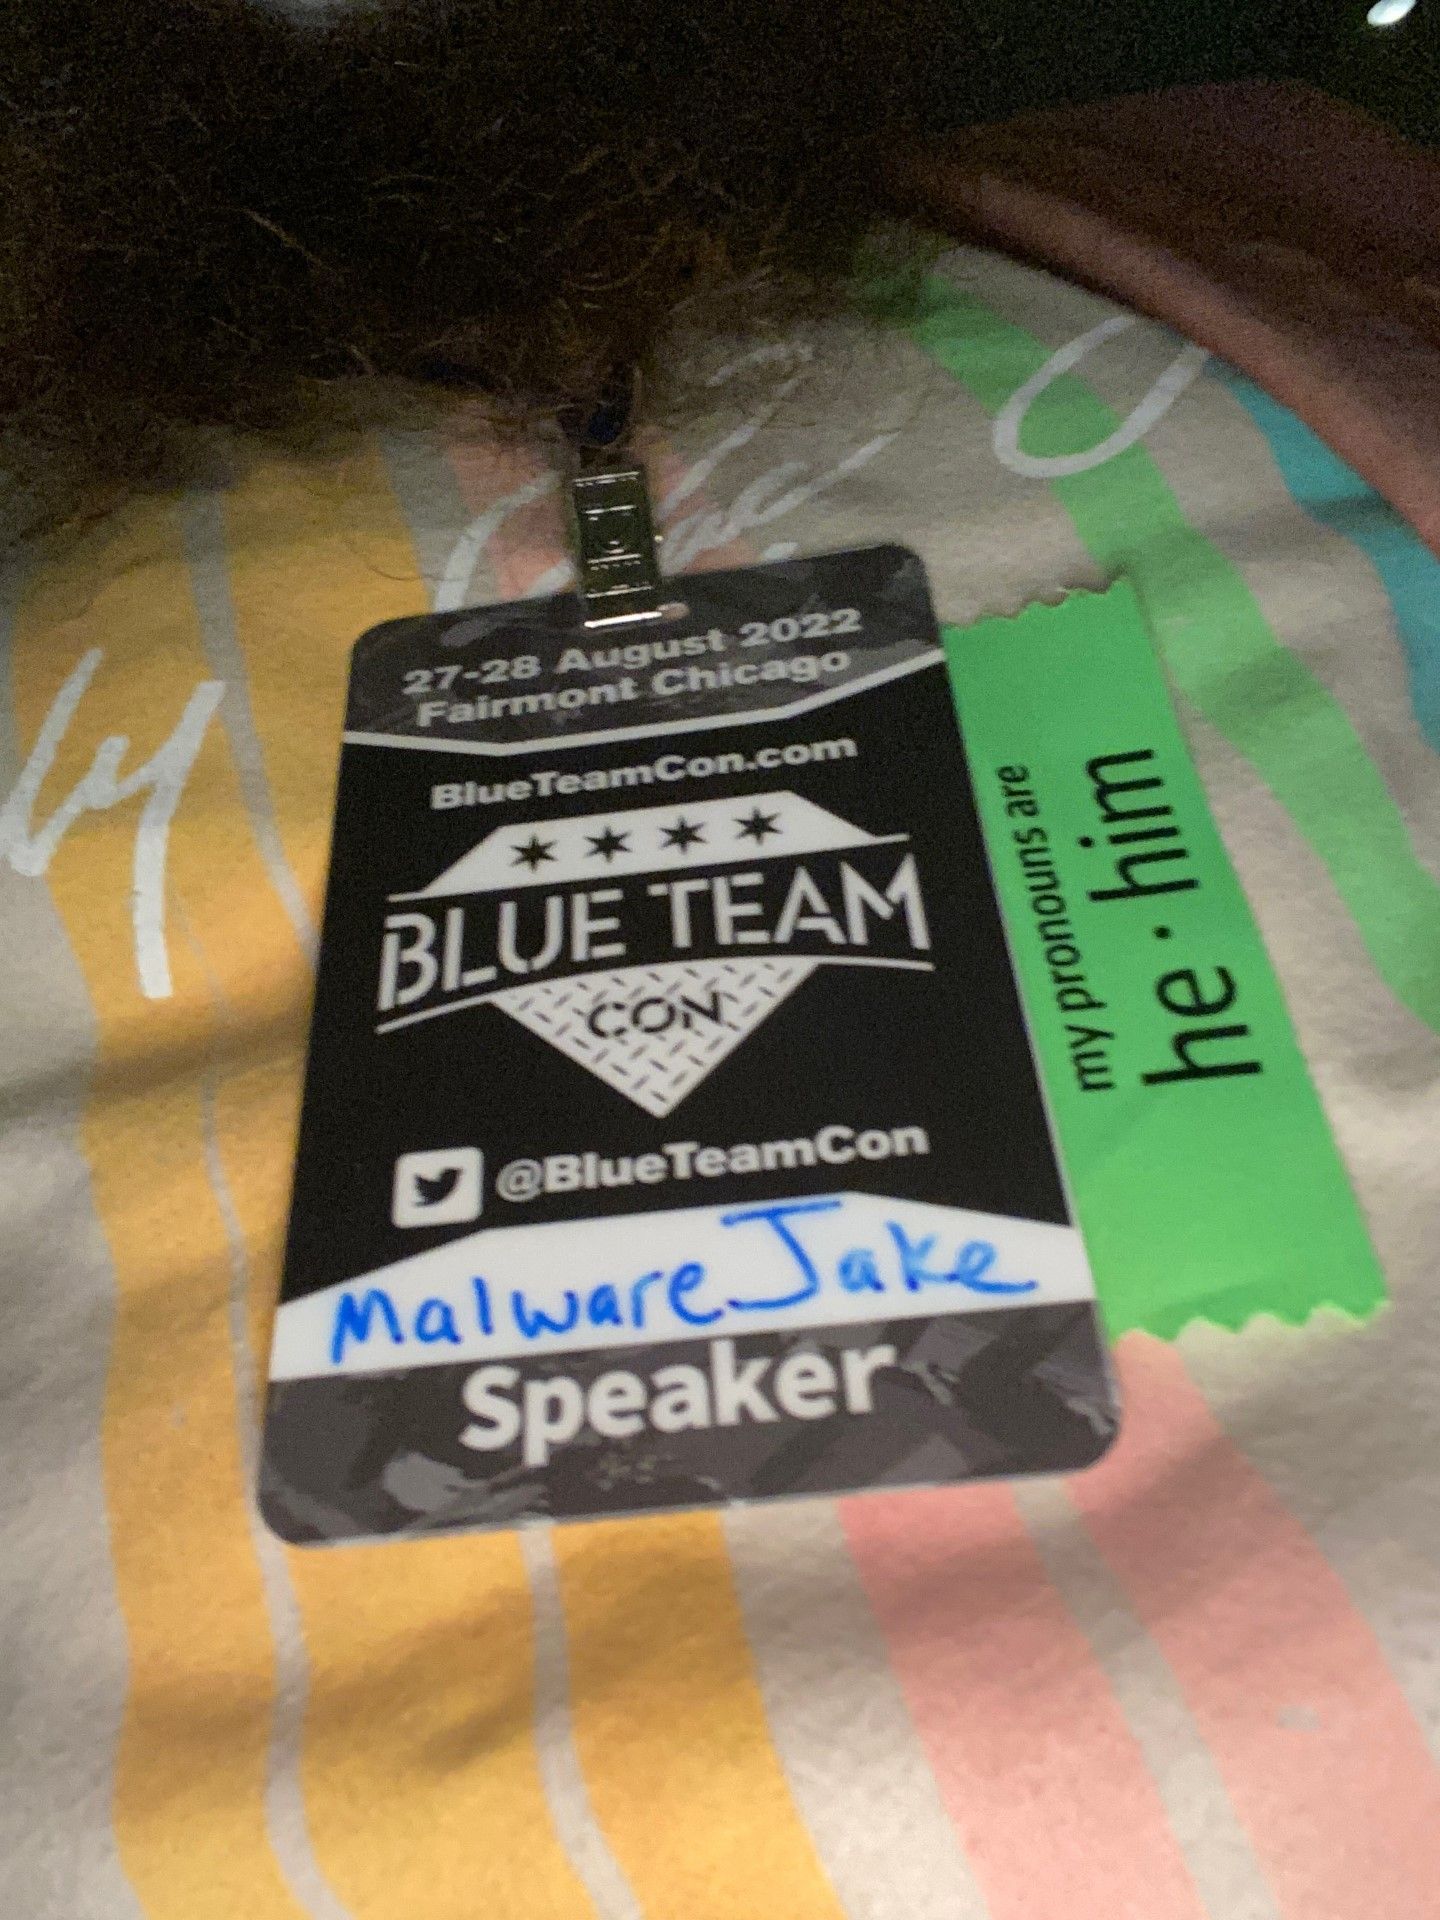 27-28 August 2022
Fairmont Chicago
BlueTeamCon.com
BLUE TEAM
CON
@BlueTeamCon
MalwareJake
Speaker
my pronouns are
he • him